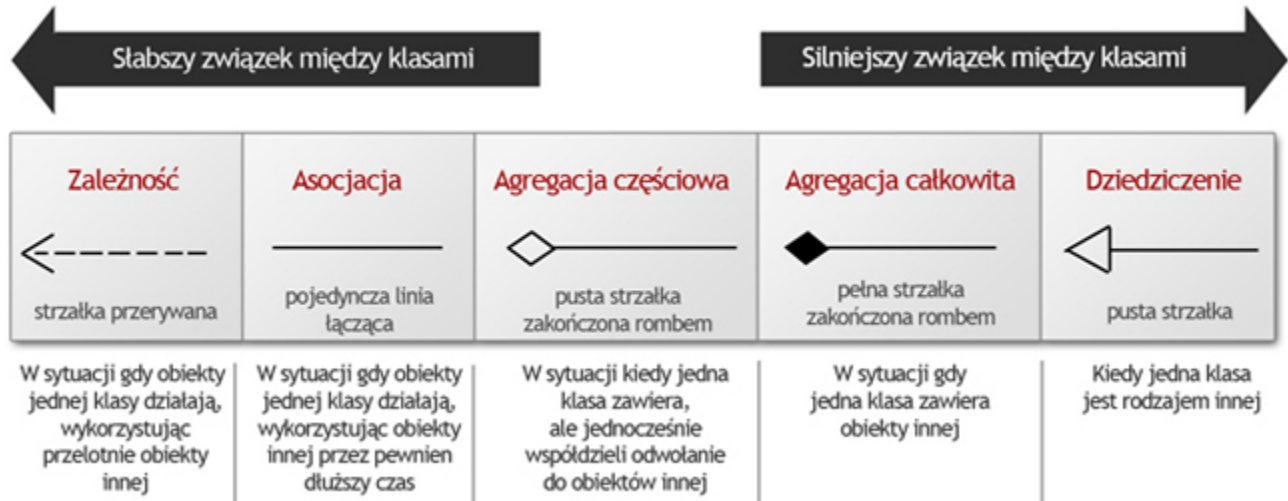 Słabszy związek między klasami
Silniejszy związek między klasami
Zależność
strzałka przerywana
W sytuacji gdy obiekty
jednej klasy działają,
wykorzystując
przelotnie obiekty
innej
Asocjacja
pojedyncza linia
łącząca
W sytuacji gdy obiekty
jednej klasy działają,
wykorzystując obiekty
innej przez pewnien
dłuższy czas
Agregacja częściowa
pusta strzałka
zakończona rombem
W sytuacji kiedy jedna
klasa zawiera,
ale jednocześnie
współdzieli odwołanie
do obiektów innej
Agregacja całkowita
pełna strzałka
zakończona rombem
W sytuacji gdy
jedna klasa zawiera
obiekty innej
Dziedziczenie
pusta strzałka
Kiedy jedna klasa
jest rodzajem innej